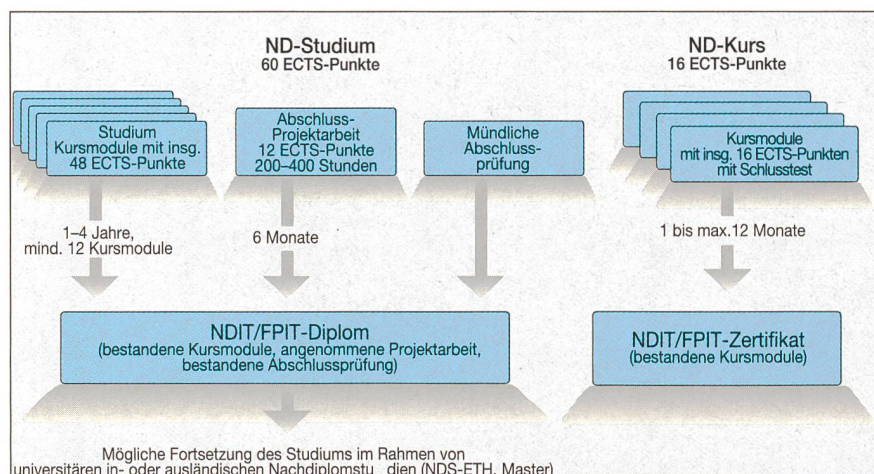 ND-Studium
60 ECTS-Punkte
ND-Kurs
16 ECTS-Punkte
Studium
Kursmodule mit insg.
48 ECTS-Punkte
Abschluss-
Projektarbeit
12 ECTS-Punkte
200–400 Stunden
Mündliche
Abschluss-
prüfung
Kursmodule
mit insg. 16 ECTS-Punkten
mit Schlusstest
1–4 Jahre,
mind. 12 Kursmodule
6 Monate
1 bis max.12 Monate
NDIT/FPIT-Diplom
(bestandene Kursmodule, angenommene Projektarbeit,
bestandene Abschlussprüfung)
NDIT/FPIT-Zertifikat
(bestandene Kursmodule)
Mögliche Fortsetzung des Studiums im Rahmen von
universitären in- oder ausländischen Nachdiplomstu dien (NDS-ETH, Master)